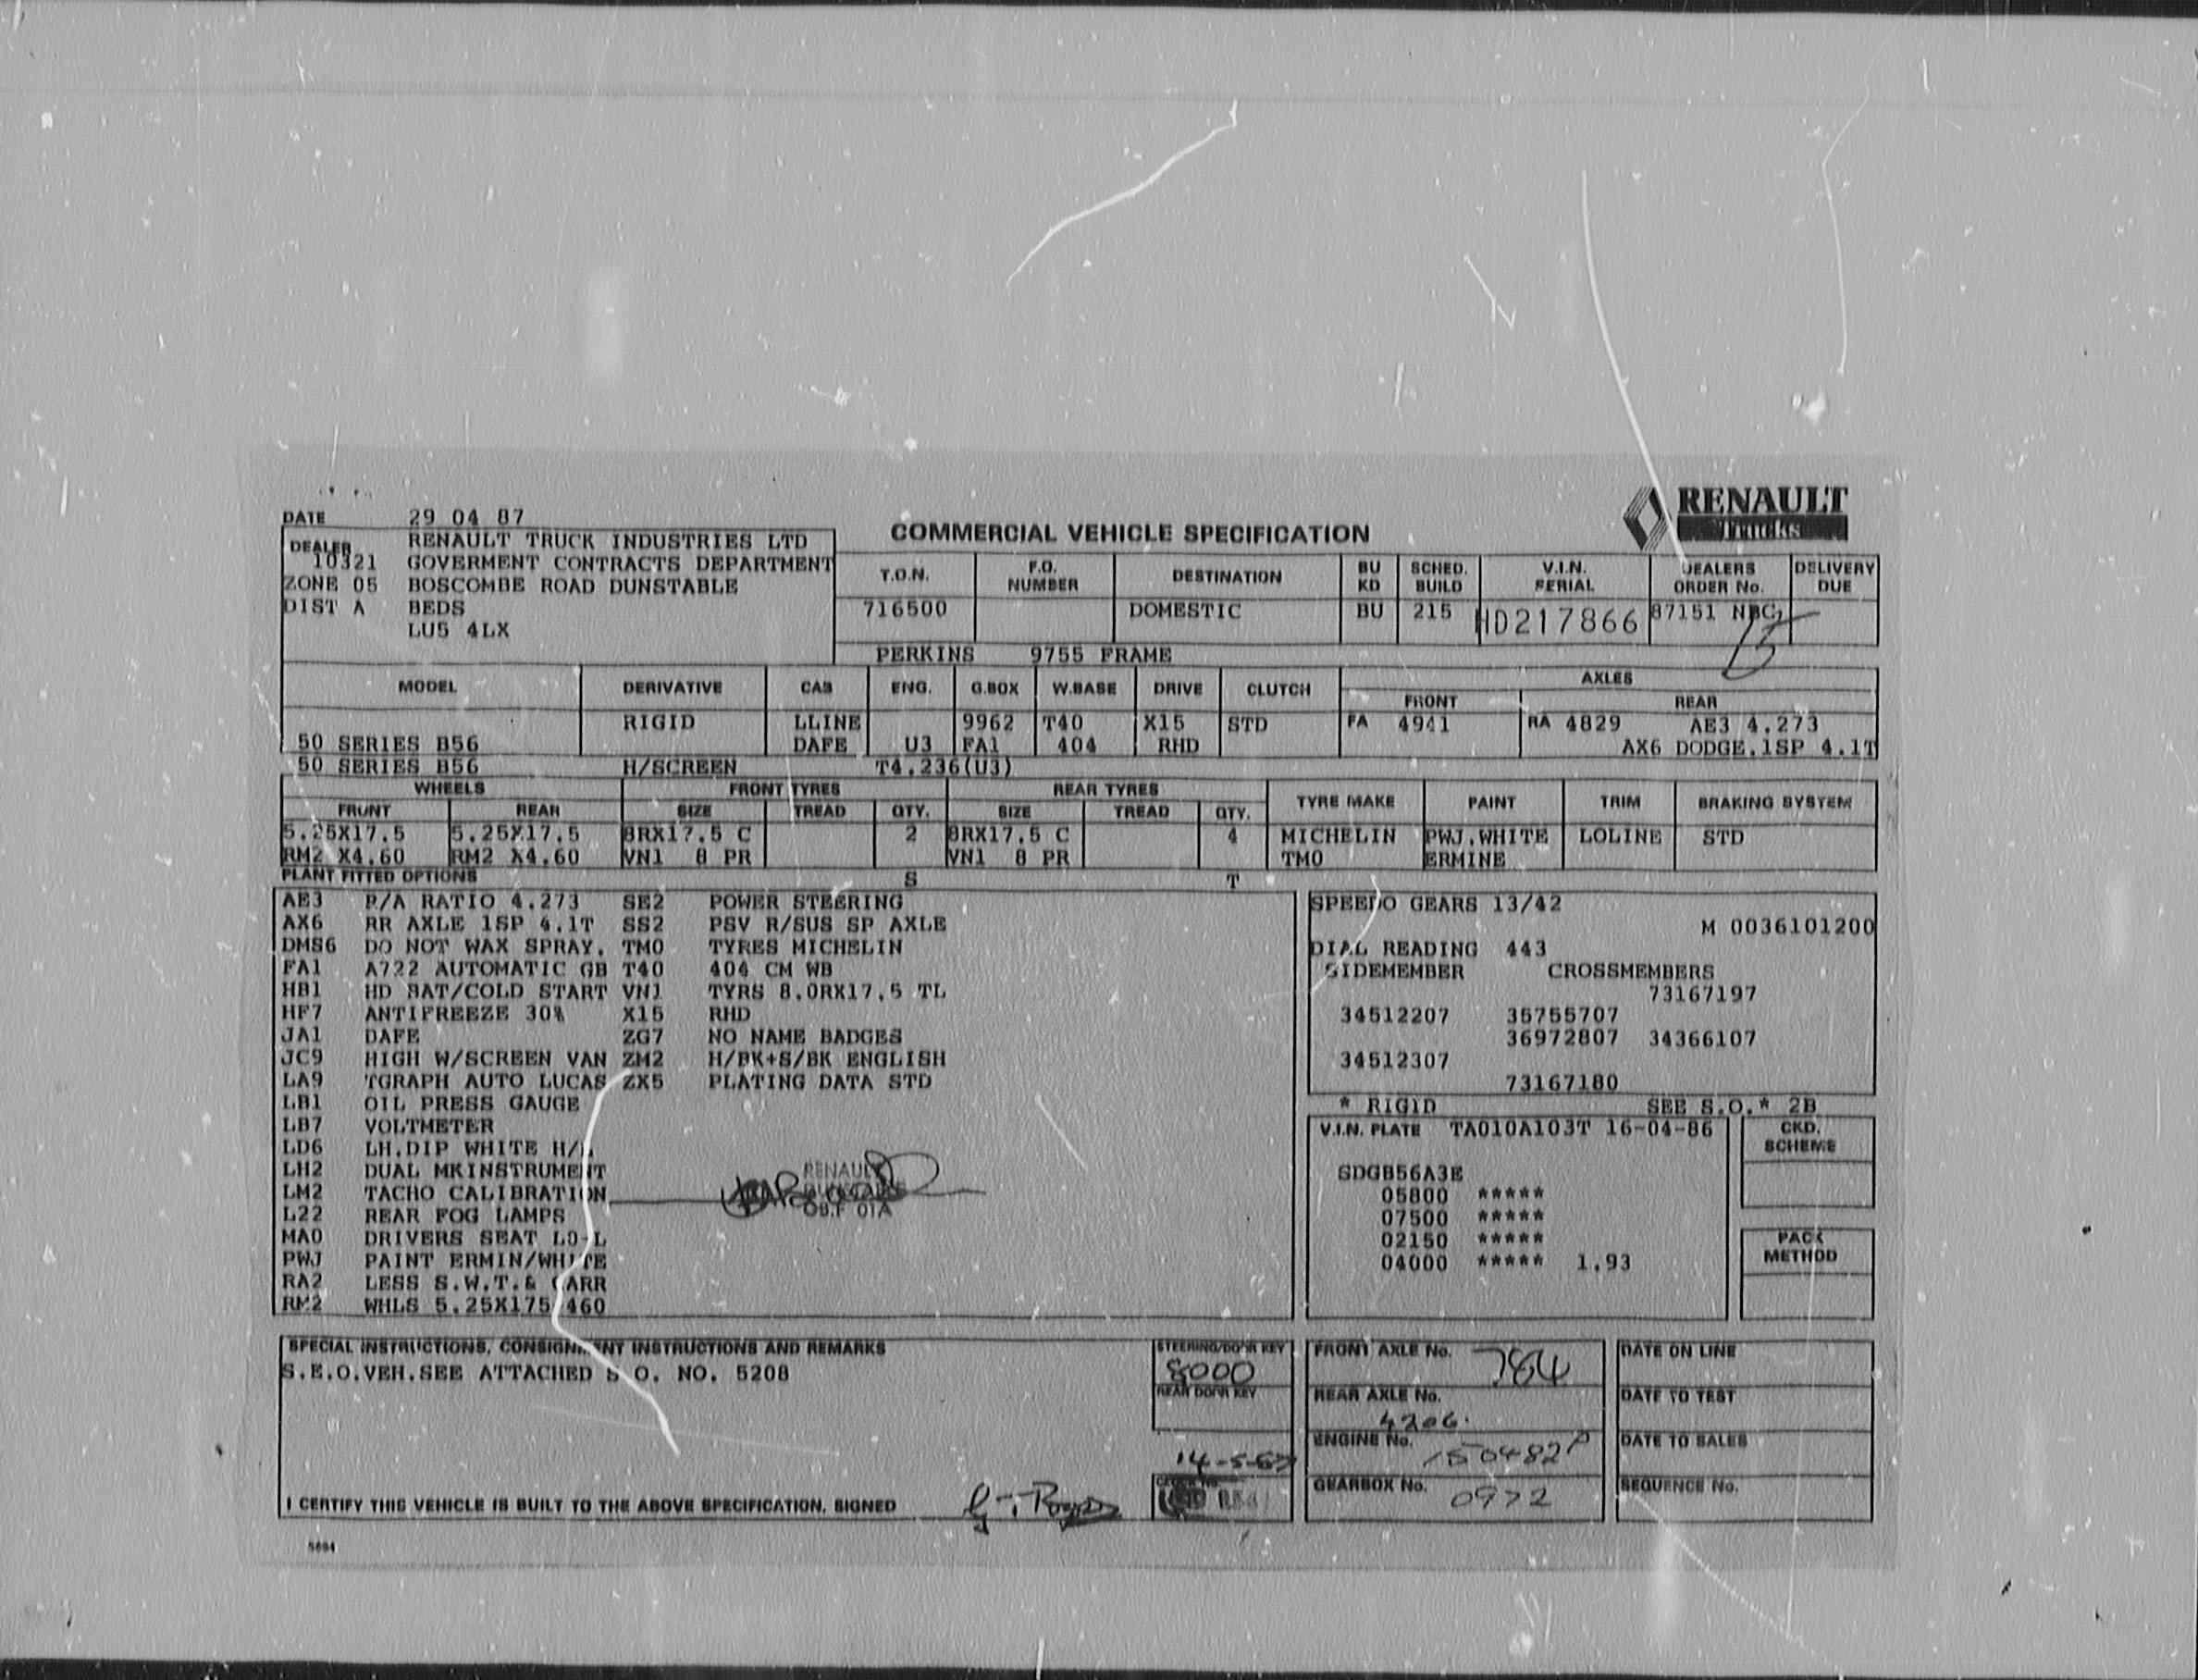 RENAULT
Trucks
DATE 29 04 87
COMMERCIAL VEHICLE SPECIFICATION
DEALER RENAULT TRUCK INDUSTRIES LTD
10321 GOVERMENT CONTRACTS DEPARTMENT
ZONE 05 BOSCOMBE ROAD DUNSTABLE
DIST A BEDS
LU5 4LX
T.O.N. F.O. NUMBER DESTINATION BU KD SCHED. BUILD V.I.N. SERIAL DEALERS ORDER No. DELIVERY DUE
716500 DOMESTIC BU 215 HD217866 87151 NBC
15
PERKINS 9755 FRAME
MODEL DERIVATIVE CAB ENG. G.BOX W.BASE DRIVE CLUTCH AXLES
FRONT REAR
RIGID LLINE 9962 T40 X15 STD FA 4941 RA 4829 AE3 4.273
50 SERIES B56 DAFE U3 FA1 404 RHD AX6 DODGE.1SP 4.1T
50 SERIES B56 H/SCREEN T4.236(U3)
WHEELS FRONT TYRES REAR TYRES TYRE MAKE PAINT TRIM BRAKING SYSTEM
FRONT REAR SIZE TREAD QTY. SIZE TREAD QTY.
5.25X17.5 5.25X17.5 8RX17.5 C 2 8RX17.5 C 4 MICHELIN PWJ.WHITE LOLINE STD
RM2 X4.60 RM2 X4.60 VN1 8 PR VN1 8 PR TM0 ERMINE
PLANT FITTED OPTIONS S T
AE3 R/A RATIO 4.273 SE2 POWER STEERING
AX6 RR AXLE 1SP 4.1T SS2 PSV R/SUS SP AXLE
DMS6 DO NOT WAX SPRAY. TM0 TYRES MICHELIN
FA1 A722 AUTOMATIC GB T40 404 CM WB
HB1 HD BAT/COLD START VN1 TYRS 8.0RX17.5 TL
HF7 ANTIFREEZE 30% X15 RHD
JA1 DAFE ZG7 NO NAME BADGES
JC9 HIGH W/SCREEN VAN ZM2 H/BK+S/BK ENGLISH
LA9 TGRAPH AUTO LUCAS ZX5 PLATING DATA STD
LB1 OIL PRESS GAUGE
LB7 VOLTMETER
LD6 LH.DIP WHITE H/L
LH2 DUAL MKINSTRUMENT
LM2 TACHO CALIBRATION
L22 REAR FOG LAMPS
MA0 DRIVERS SEAT LO-L
PWJ PAINT ERMIN/WHITE
RA2 LESS S.W.T.& CARR
RM2 WHLS 5.25X175 460
RENAULT
OB.F 01A
SPEEDO GEARS 13/42
M 0036101200
DIAL READING 443
SIDEMEMBER CROSSMEMBERS
73167197
34512207 35755707
36972807 34366107
34512307
73167180
* RIGID SEE S.O.* 2B
V.I.N. PLATE TA010A103T 16-04-86
SDGB56A3E
05800 *****
07500 *****
02150 *****
04000 ***** 1.93
CKD. SCHEME
PACK METHOD
SPECIAL INSTRUCTIONS, CONSIGNMENT INSTRUCTIONS AND REMARKS
S.E.O.VEH.SEE ATTACHED S O. NO. 5208
I CERTIFY THIS VEHICLE IS BUILT TO THE ABOVE SPECIFICATION. SIGNED
STEERING/DOOR KEY
8000
REAR DOOR KEY
14-5-87
FRONT AXLE No. 784
REAR AXLE No.
4206.
ENGINE No. 150482P
GEARBOX No. 0972
DATE ON LINE
DATE TO TEST
DATE TO SALES
SEQUENCE No.
5694